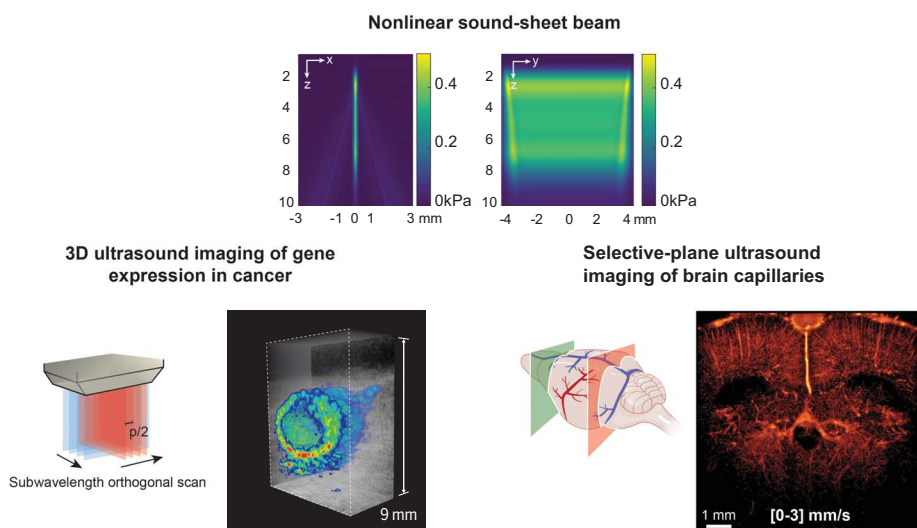 Nonlinear sound-sheet beam
x
z
2
4
6
8
10
-3
-1
0
1
3 mm
0.4
0.2
0kPa
y
z
2
4
6
8
10
-4
-2
0
2
4 mm
0.4
0.2
0kPa
3D ultrasound imaging of gene
expression in cancer
p/2
Subwavelength orthogonal scan
9 mm
Selective-plane ultrasound
imaging of brain capillaries
1 mm
[0-3] mm/s